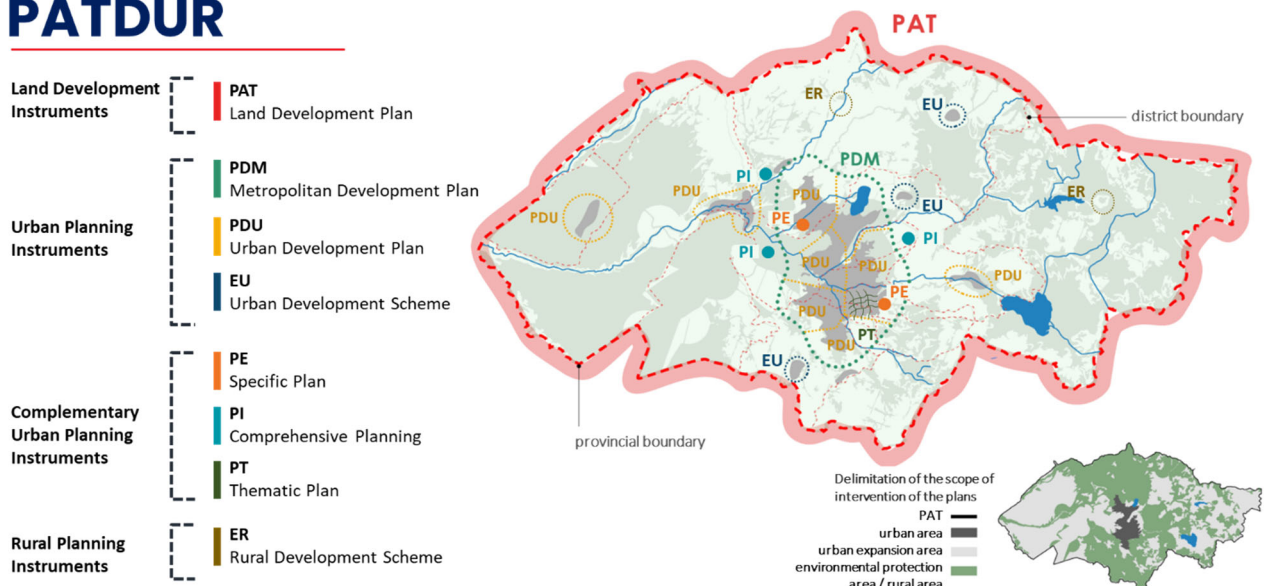 PATDUR
Land Development
Instruments
PAT
Land Development Plan
Urban Planning
Instruments
PDM
Metropolitan Development Plan
PDU
Urban Development Plan
EU
Urban Development Scheme
Complementary
Urban Planning
Instruments
PE
Specific Plan
PI
Comprehensive Planning
PT
Thematic Plan
Rural Planning
Instruments
ER
Rural Development Scheme
PAT
ER
EU
district boundary
PDM
PI
PDU
PDU
ER
PDU
EU
PE
PI
PI
PDU
PDU
PDU
PE
PDU
PT
PDU
EU
provincial boundary
Delimitation of the scope of
intervention of the plans
PAT
urban area
urban expansion area
environmental protection
area / rural area